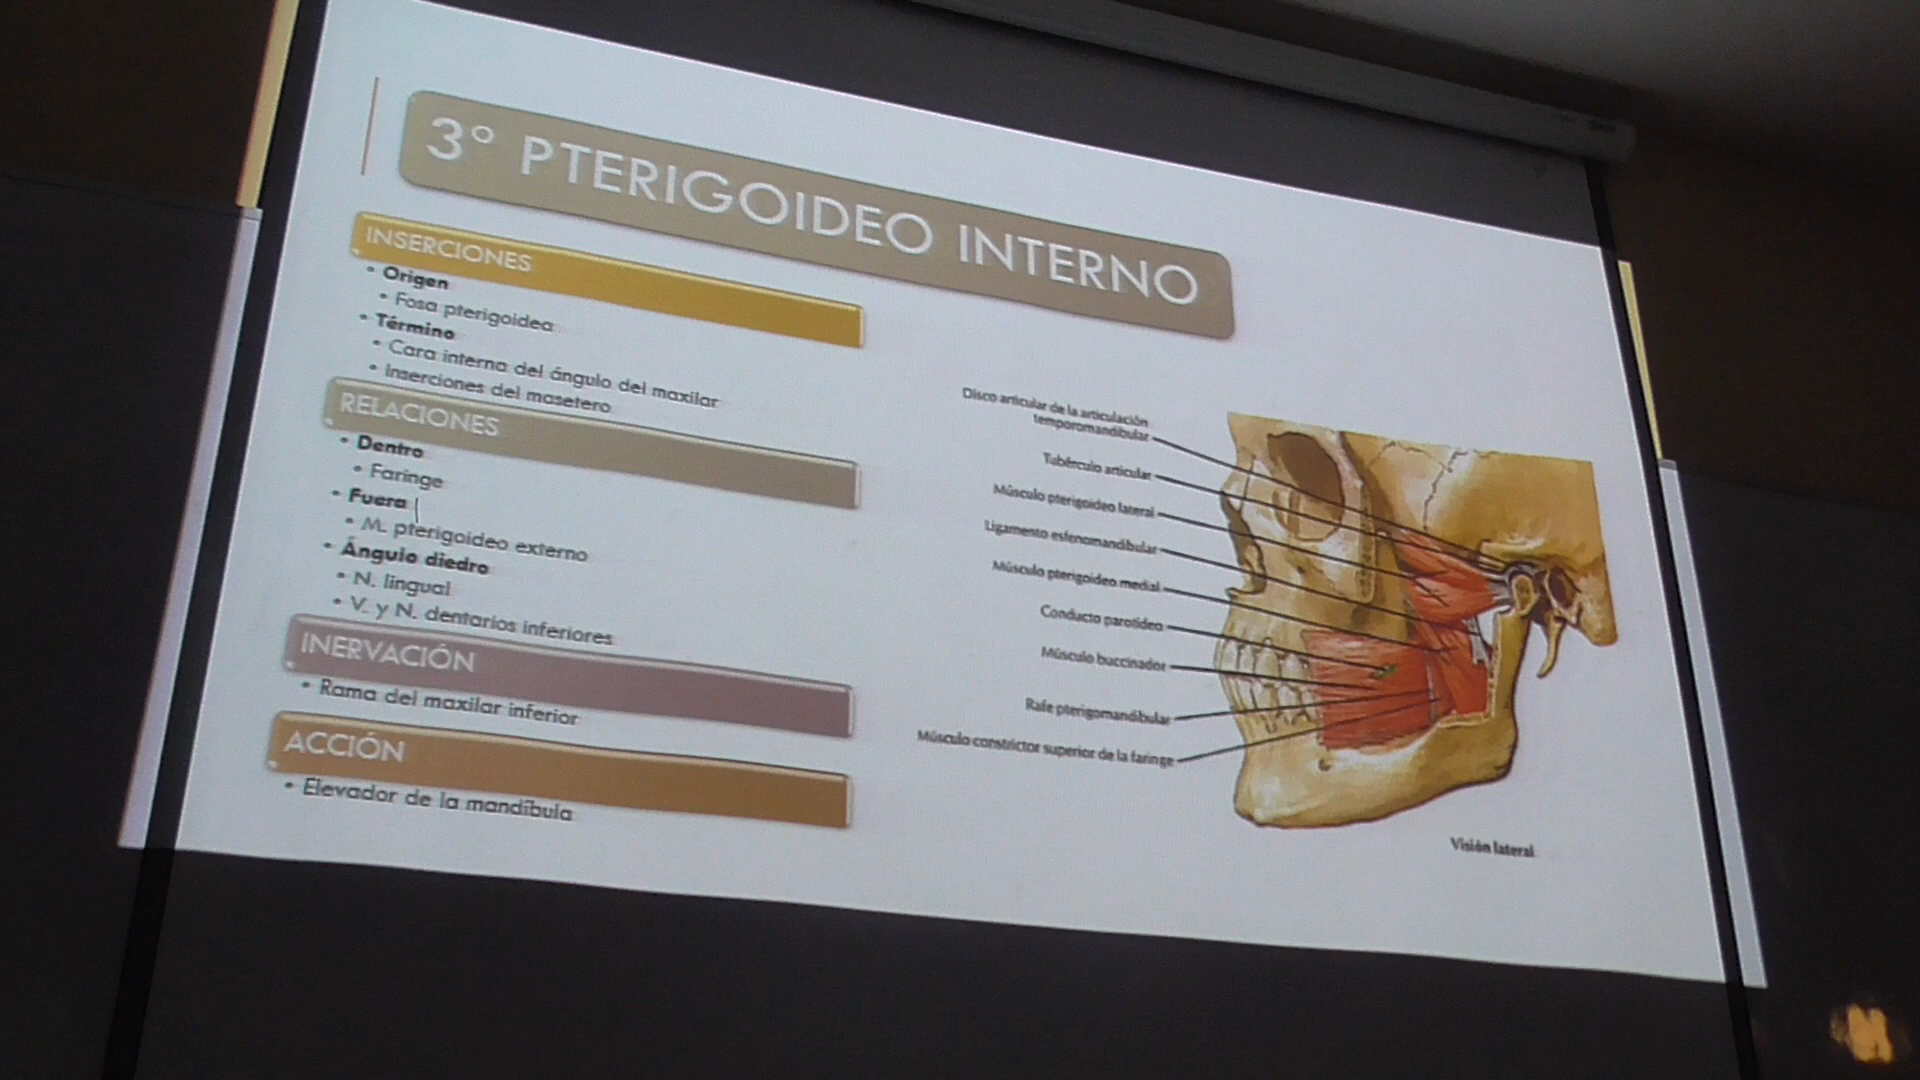 3° PTERIGOIDEO INTERNO
INSERCIONES
• Origen
• Fosa pterigoidea
• Término
• Cara interna del ángulo del maxilar
• Inserciones del masetero
RELACIONES
• Dentro
• Faringe
• Fuera
• M. pterigoideo externo
• Ángulo diedro
• N. lingual
• V. y N. dentarios inferiores
INERVACIÓN
• Rama del maxilar inferior
ACCIÓN
• Elevador de la mandíbula
Disco articular de la articulación
temporomandibular
Tubérculo articular
Músculo pterigoideo lateral
Ligamento esfenomandibular
Músculo pterigoideo medial
Conducto parotídeo
Músculo buccinador
Rafe pterigomandibular
Músculo constrictor superior de la faringe
Visión lateral